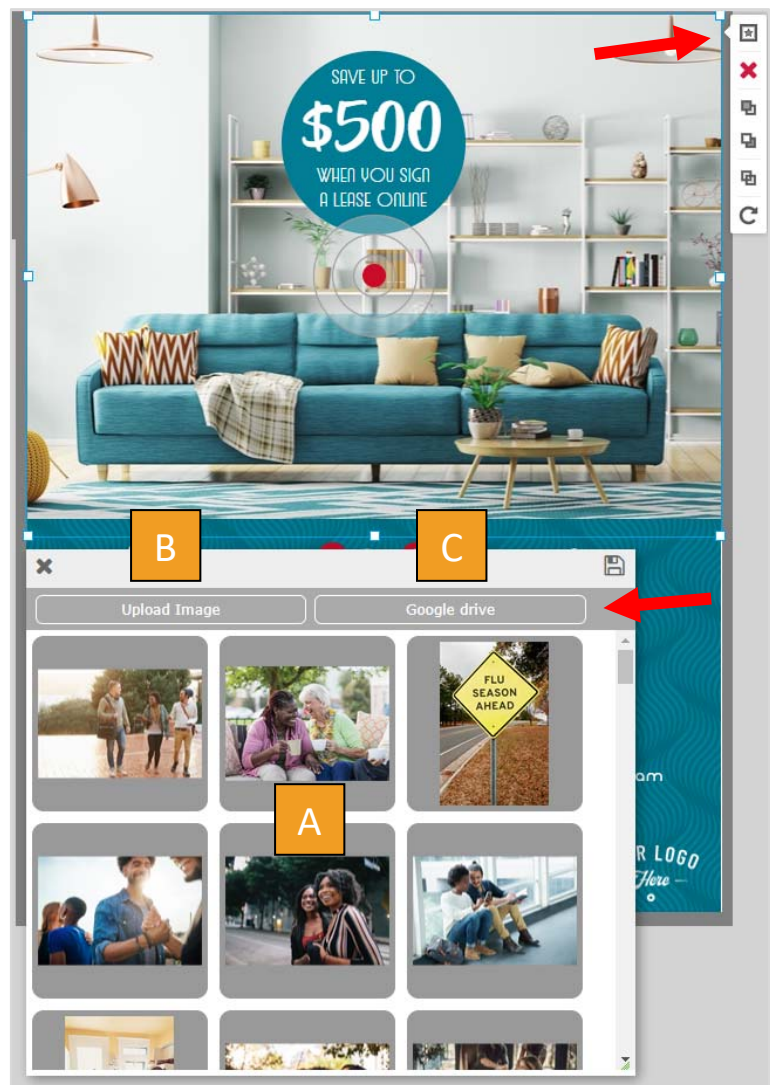 SAVE UP TO
$500
WHEN YOU SIGN
A LEASE ONLINE
B
C
Upload Image
Google drive
FLU
SEASON
AHEAD
A
am
R LOGO
Here